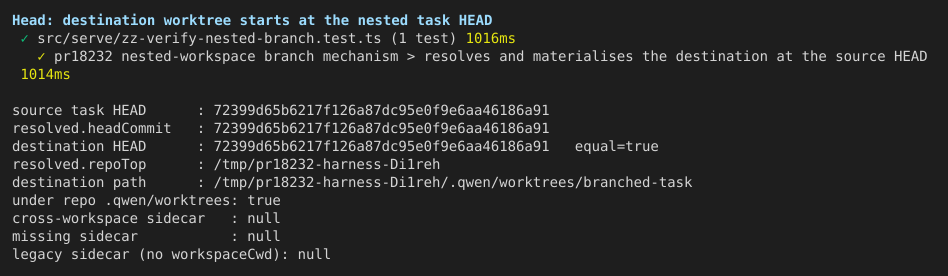 Head: destination worktree starts at the nested task HEAD
✓ src/serve/zz-verify-nested-branch.test.ts (1 test) 1016ms
✓ pr18232 nested-workspace branch mechanism > resolves and materialises the destination at the source HEAD
1014ms
source task HEAD      : 72399d65b6217f126a87dc95e0f9e6aa46186a91
resolved.headCommit   : 72399d65b6217f126a87dc95e0f9e6aa46186a91
destination HEAD      : 72399d65b6217f126a87dc95e0f9e6aa46186a91   equal=true
resolved.repoTop      : /tmp/pr18232-harness-Di1reh
destination path      : /tmp/pr18232-harness-Di1reh/.qwen/worktrees/branched-task
under repo .qwen/worktrees: true
cross-workspace sidecar   : null
missing sidecar           : null
legacy sidecar (no workspaceCwd): null